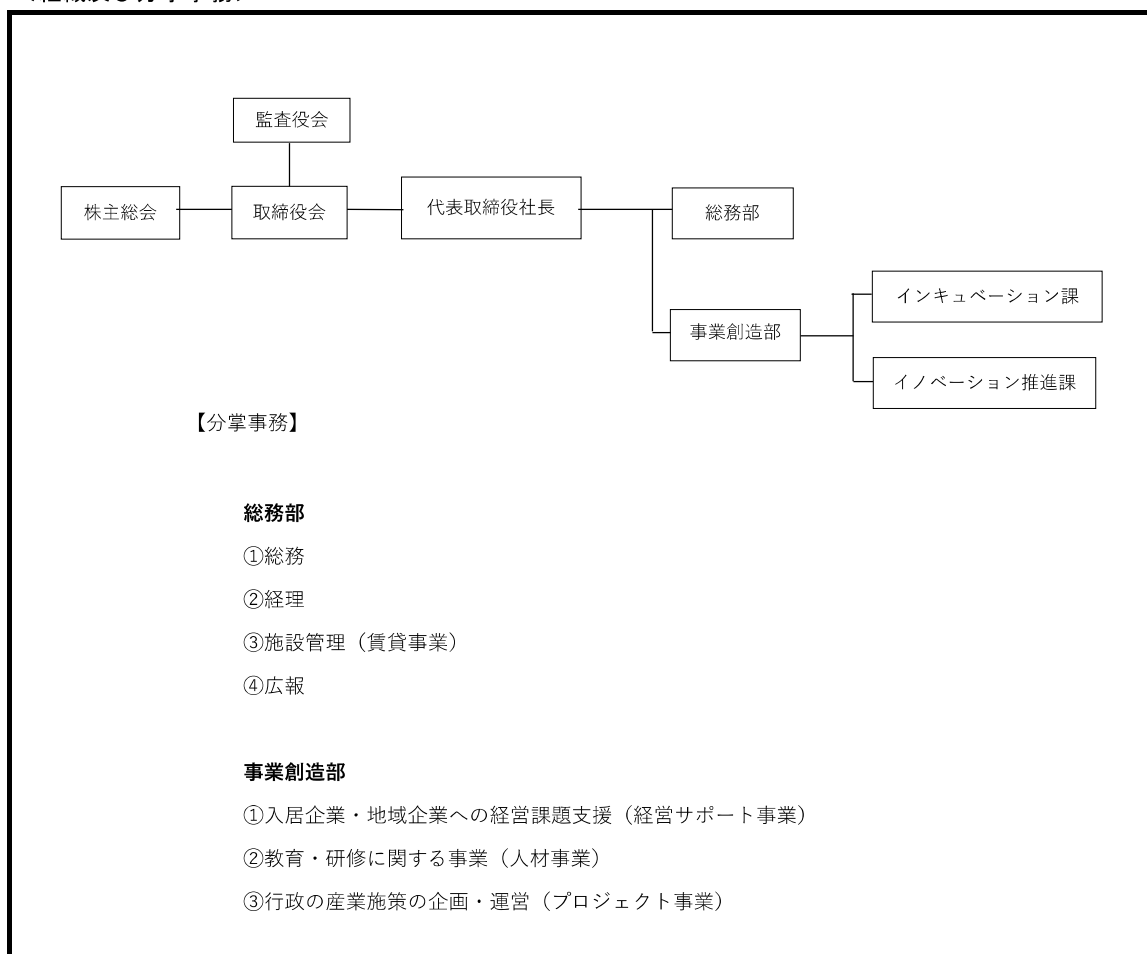 監査役会
株主総会
取締役会
代表取締役社長
総務部
事業創造部
インキュベーション課
イノベーション推進課
【分掌事務】
総務部
①総務
②経理
③施設管理（賃貸事業）
④広報
事業創造部
①入居企業・地域企業への経営課題支援（経営サポート事業）
②教育・研修に関する事業（人材事業）
③行政の産業施策の企画・運営（プロジェクト事業）